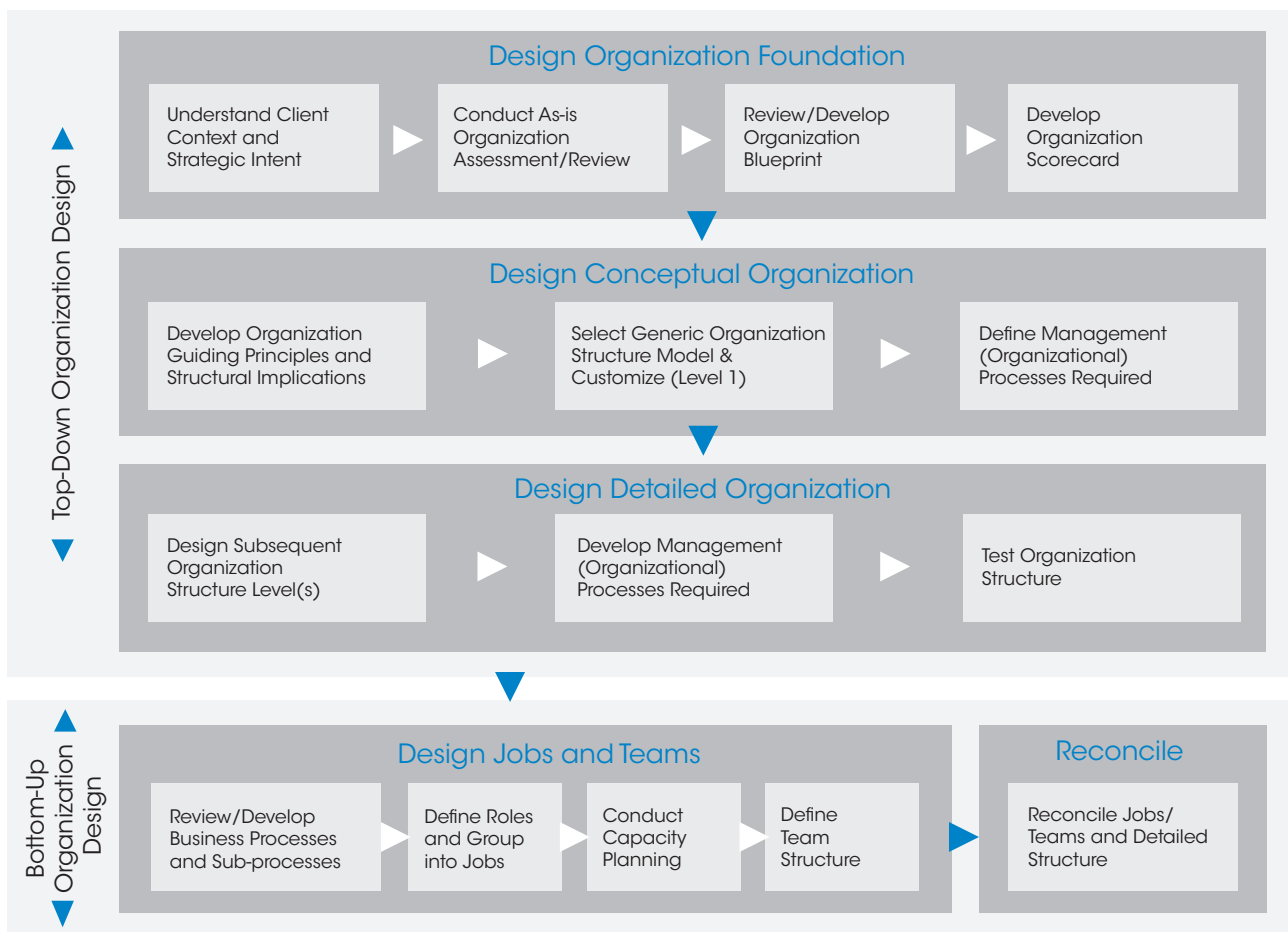 Top-Down Organization Design
Design Organization Foundation
Understand Client
Context and
Strategic Intent
Conduct As-is
Organization
Assessment/Review
Review/Develop
Organization
Blueprint
Develop
Organization
Scorecard
Design Conceptual Organization
Develop Organization
Guiding Principles and
Structural Implications
Select Generic Organization
Structure Model &
Customize (Level 1)
Define Management
(Organizational)
Processes Required
Design Detailed Organization
Design Subsequent
Organization
Structure Level(s)
Develop Management
(Organizational)
Processes Required
Test Organization
Structure
Bottom-Up
Organization
Design
Design Jobs and Teams
Review/Develop
Business Processes
and Sub-processes
Define Roles
and Group
into Jobs
Conduct
Capacity
Planning
Define
Team
Structure
Reconcile
Reconcile Jobs/
Teams and Detailed
Structure